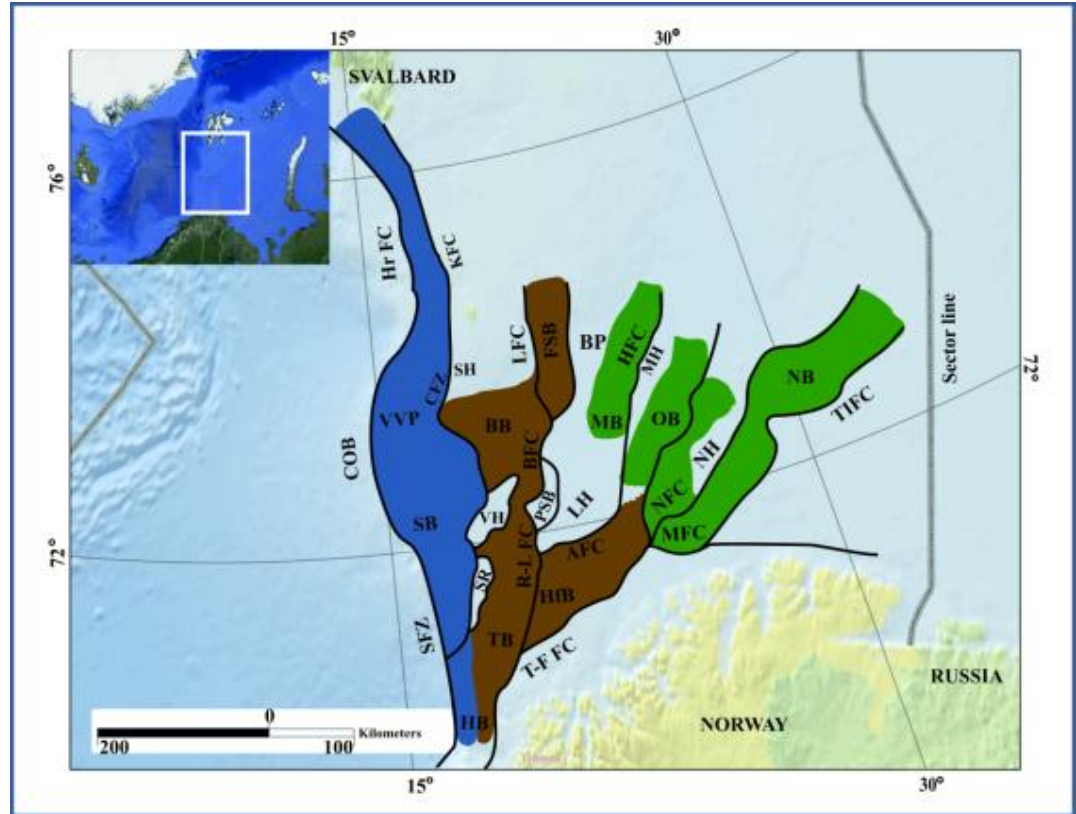 15°
30°
SVALBARD
76°
Hr FC
KFC
LFC
FSB
BP
HFC
MH
Sector line
SH
CFZ
NB
72°
VVP
BB
MB
OB
TIFC
COB
BFC
NH
PSB
LH
NFC
SB
VH
MFC
72°
R-L FC
AFC
SR
HfB
SFZ
TB
T-F FC
RUSSIA
HB
NORWAY
0
Kilometers
200
100
15°
30°